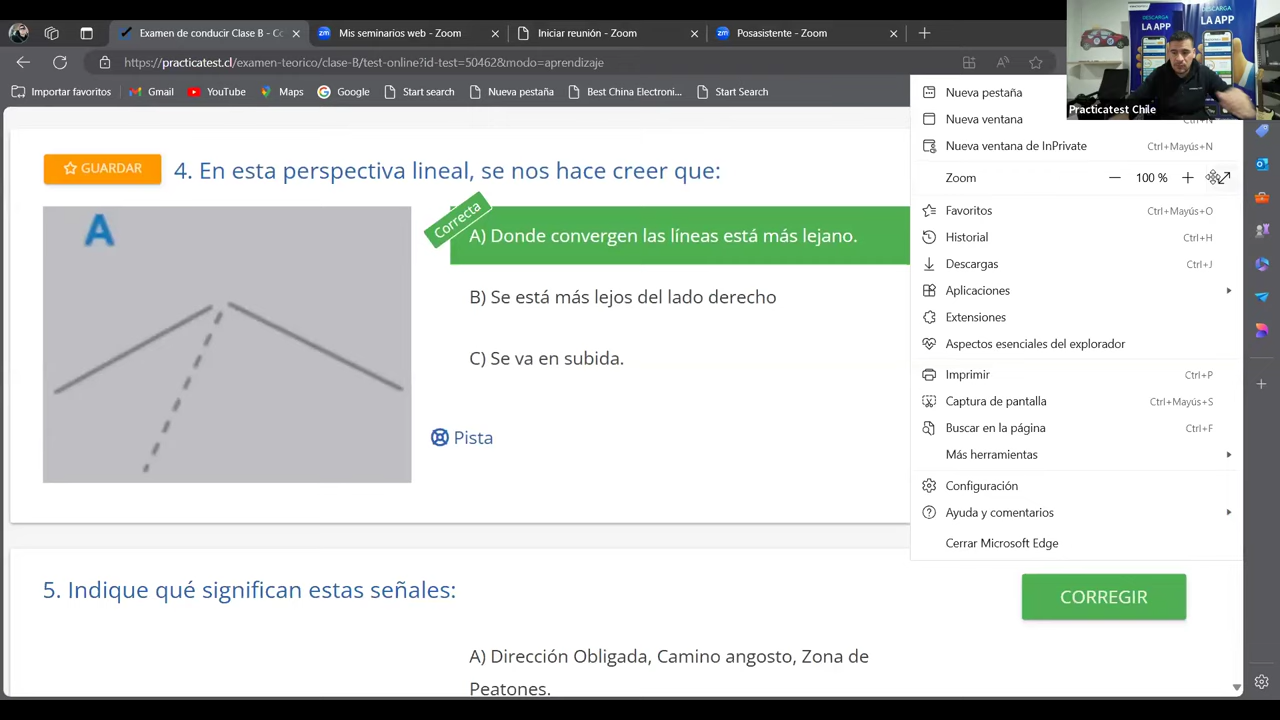 Examen de conducir Clase B - Co
Mis seminarios web - Zoom
Iniciar reunión - Zoom
Posasistente - Zoom
https://practicatest.cl/examen-teorico/clase-B/test-online?id-test=50462&modo=aprendizaje
Importar favoritos
Gmail
YouTube
Maps
Google
Start search
Nueva pestaña
Best China Electroni...
Start Search
DESCARGA
LA APP
DESCARGA
LA APP
Practicatest Chile
Nueva pestaña
Nueva ventana
Ctrl+N
Nueva ventana de InPrivate Ctrl+Mayús+N
Zoom 100 %
Favoritos Ctrl+Mayús+O
Historial Ctrl+H
Descargas Ctrl+J
Aplicaciones
Extensiones
Aspectos esenciales del explorador
Imprimir Ctrl+P
Captura de pantalla Ctrl+Mayús+S
Buscar en la página Ctrl+F
Más herramientas
Configuración
Ayuda y comentarios
Cerrar Microsoft Edge
GUARDAR
4. En esta perspectiva lineal, se nos hace creer que:
A
Correcta
A) Donde convergen las líneas está más lejano.
B) Se está más lejos del lado derecho
C) Se va en subida.
Pista
5. Indique qué significan estas señales:
CORREGIR
A) Dirección Obligada, Camino angosto, Zona de
Peatones.